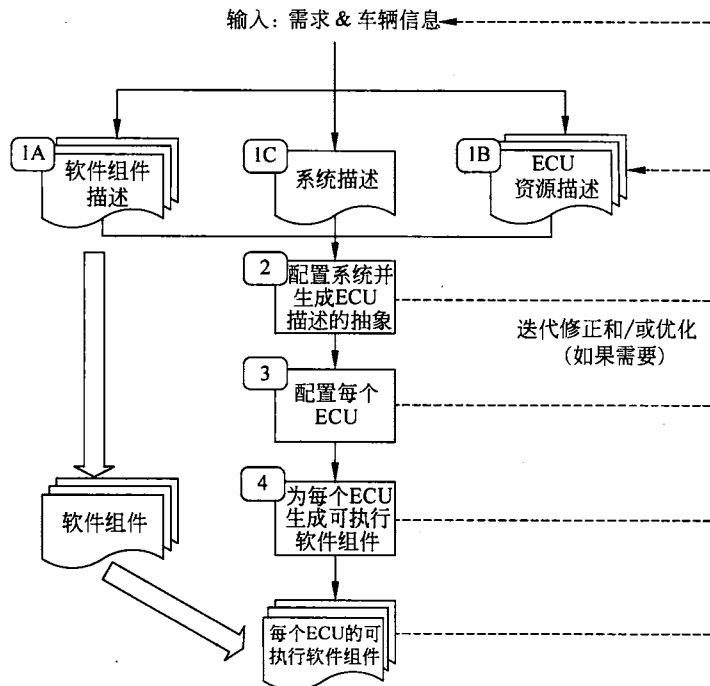 输入: 需求 & 车辆信息
1A
软件组件
描述
1C
系统描述
1B
ECU
资源描述
2
配置系统并
生成ECU
描述的抽象
迭代修正和/或优化
(如果需要)
3
配置每个
ECU
4
为每个ECU
生成可执行
软件组件
软件组件
每个ECU的可
执行软件组件